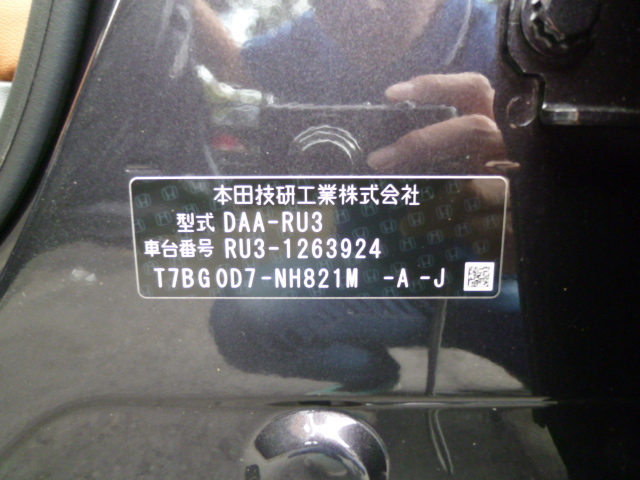 本田技研工業株式会社
型式 DAA-RU3
車台番号 RU3-1263924
T7BG0D7-NH821M -A-J